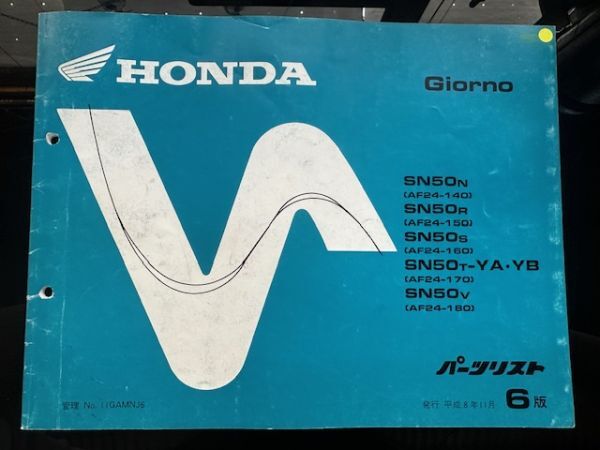 HONDA
Giorno
SN50N
(AF24-140)
SN50R
(AF24-150)
SN50S
(AF24-160)
SN50T-YA・YB
(AF24-170)
SN50V
(AF24-180)
パーツリスト
管理 No. 11GAMNJ6
発行 平成8年11月 6版